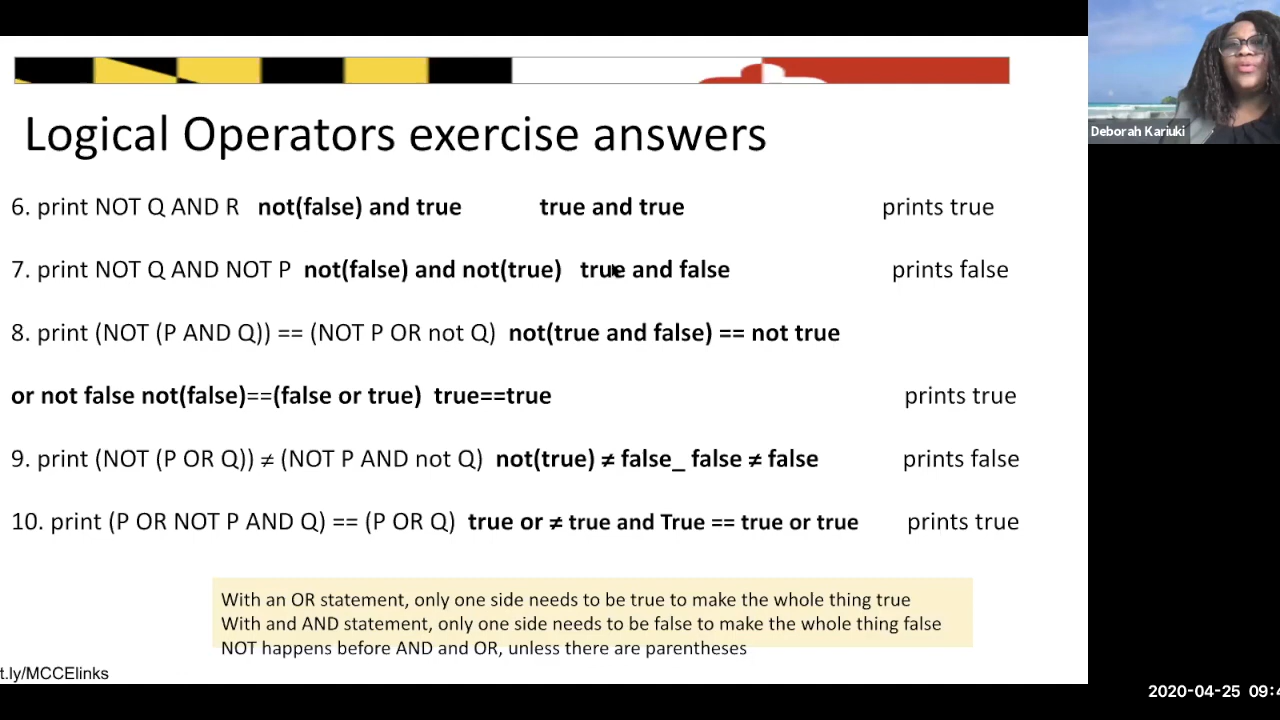 Deborah Kariuki
Logical Operators exercise answers
6. print NOT Q AND R not(false) and true true and true prints true
7. print NOT Q AND NOT P not(false) and not(true) true and false prints false
8. print (NOT (P AND Q)) == (NOT P OR not Q) not(true and false) == not true
or not false not(false)==(false or true) true==true prints true
9. print (NOT (P OR Q)) ≠ (NOT P AND not Q) not(true) ≠ false_ false ≠ false prints false
10. print (P OR NOT P AND Q) == (P OR Q) true or ≠ true and True == true or true prints true
With an OR statement, only one side needs to be true to make the whole thing true
With and AND statement, only one side needs to be false to make the whole thing false
NOT happens before AND and OR, unless there are parentheses
t.ly/MCCElinks
2020-04-25 09:4